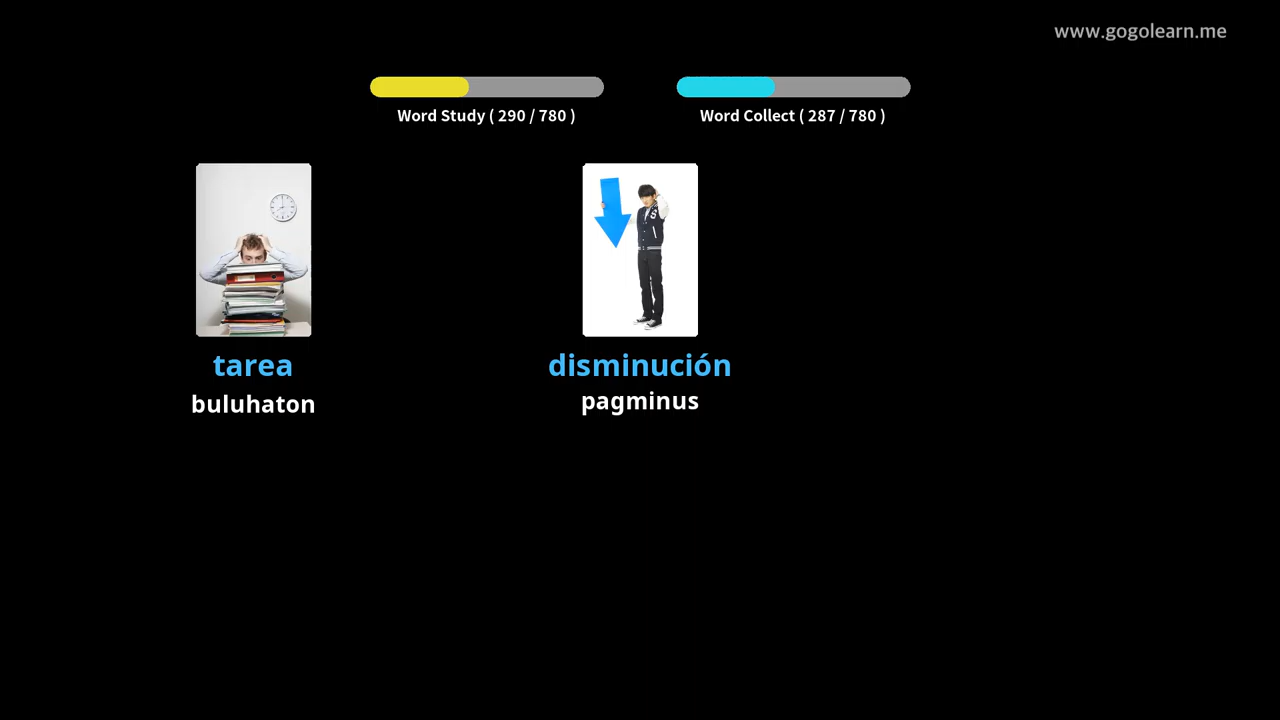 www.gogolearn.me
Word Study ( 290 / 780 )
Word Collect ( 287 / 780 )
tarea
buluhaton
disminución
pagminus